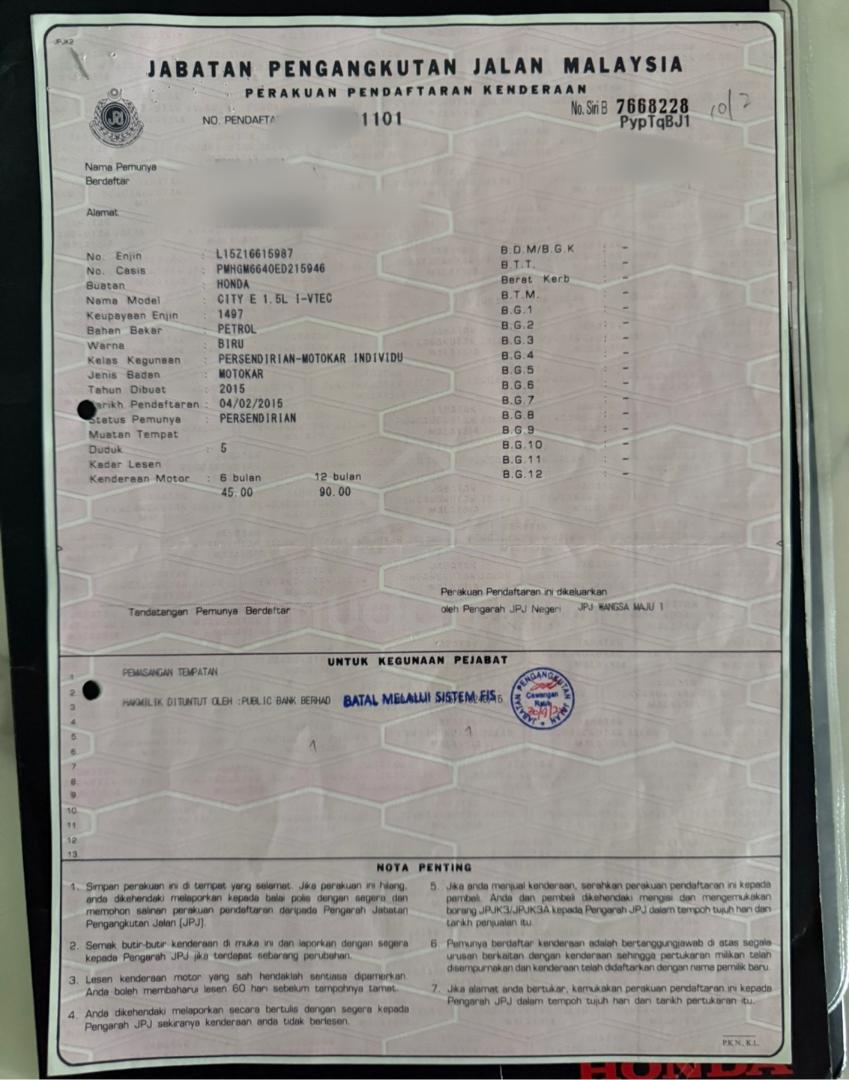 JPJK2
JABATAN PENGANGKUTAN JALAN MALAYSIA
PERAKUAN PENDAFTARAN KENDERAAN
NO. PENDAFTA 1101
No. Siri B 7668228
PypTqBJ1
10/2
Nama Pemunya
Berdaftar
Alamat
No. Enjin : L15Z16615987
No. Casis : PMHGM6640ED215946
Buatan : HONDA
Nama Model : CITY E 1.5L I-VTEC
Keupayaan Enjin : 1497
Bahan Bakar : PETROL
Warna : BIRU
Kelas Kegunaan : PERSENDIRIAN-MOTOKAR INDIVIDU
Jenis Badan : MOTOKAR
Tahun Dibuat : 2015
arikh Pendaftaran : 04/02/2015
Status Pemunya : PERSENDIRIAN
Muatan Tempat
Duduk : 5
Kadar Lesen
Kenderaan Motor : 6 bulan 12 bulan
45.00 90.00
B.D.M/B.G.K : -
B.T.T. : -
Berat Kerb : -
B.T.M. : -
B.G.1 : -
B.G.2 : -
B.G.3 : -
B.G.4 : -
B.G.5 : -
B.G.6 : -
B.G.7 : -
B.G.8 : -
B.G.9 : -
B.G.10 : -
B.G.11 : -
B.G.12 : -
Tandatangan Pemunya Berdaftar
Perakuan Pendaftaran ini dikeluarkan
oleh Pengarah JPJ Negeri JPJ WANGSA MAJU 1
UNTUK KEGUNAAN PEJABAT
1 PEMASANGAN TEMPATAN
2
3 HAKMILIK DITUNTUT OLEH :PUBLIC BANK BERHAD BATAL MELALUI SISTEM EIS
JABATAN PENGANGKUTAN JALAN
Cawangan
4
5
6
7
8
9
10
11
12
13
NOTA PENTING
1. Simpan perakuan ini di tempat yang selamat. Jika perakuan ini hilang,
anda dikehendaki melaporkan kepada balai polis dengan segera dan
memohon salinan perakuan pendaftaran daripada Pengarah Jabatan
Pengangkutan Jalan (JPJ).
2. Semak butir-butir kenderaan di muka ini dan laporkan dengan segera
kepada Pengarah JPJ jika terdapat sebarang perubahan.
3. Lesen kenderaan motor yang sah hendaklah sentiasa dipamerkan.
Anda boleh membaharu lesen 60 hari sebelum tempohnya tamat.
4. Anda dikehendaki melaporkan secara bertulis dengan segera kepada
Pengarah JPJ sekiranya kenderaan anda tidak berlesen.
5. Jika anda menjual kenderaan, serahkan perakuan pendaftaran ini kepada
pembeli. Anda dan pembeli dikehendaki mengisi dan mengemukakan
borang JPJK3/JPJK3A kepada Pengarah JPJ dalam tempoh tujuh hari dari
tarikh penjualan itu.
6. Pemunya berdaftar kenderaan adalah bertanggungjawab di atas segala
urusan berkaitan dengan kenderaan sehingga pertukaran milikan telah
disempurnakan dan kenderaan telah didaftarkan dengan nama pemilik baru.
7. Jika alamat anda bertukar, kemukakan perakuan pendaftaran ini kepada
Pengarah JPJ dalam tempoh tujuh hari dari tarikh pertukaran itu.
P.K.N., K.L.
HONDA